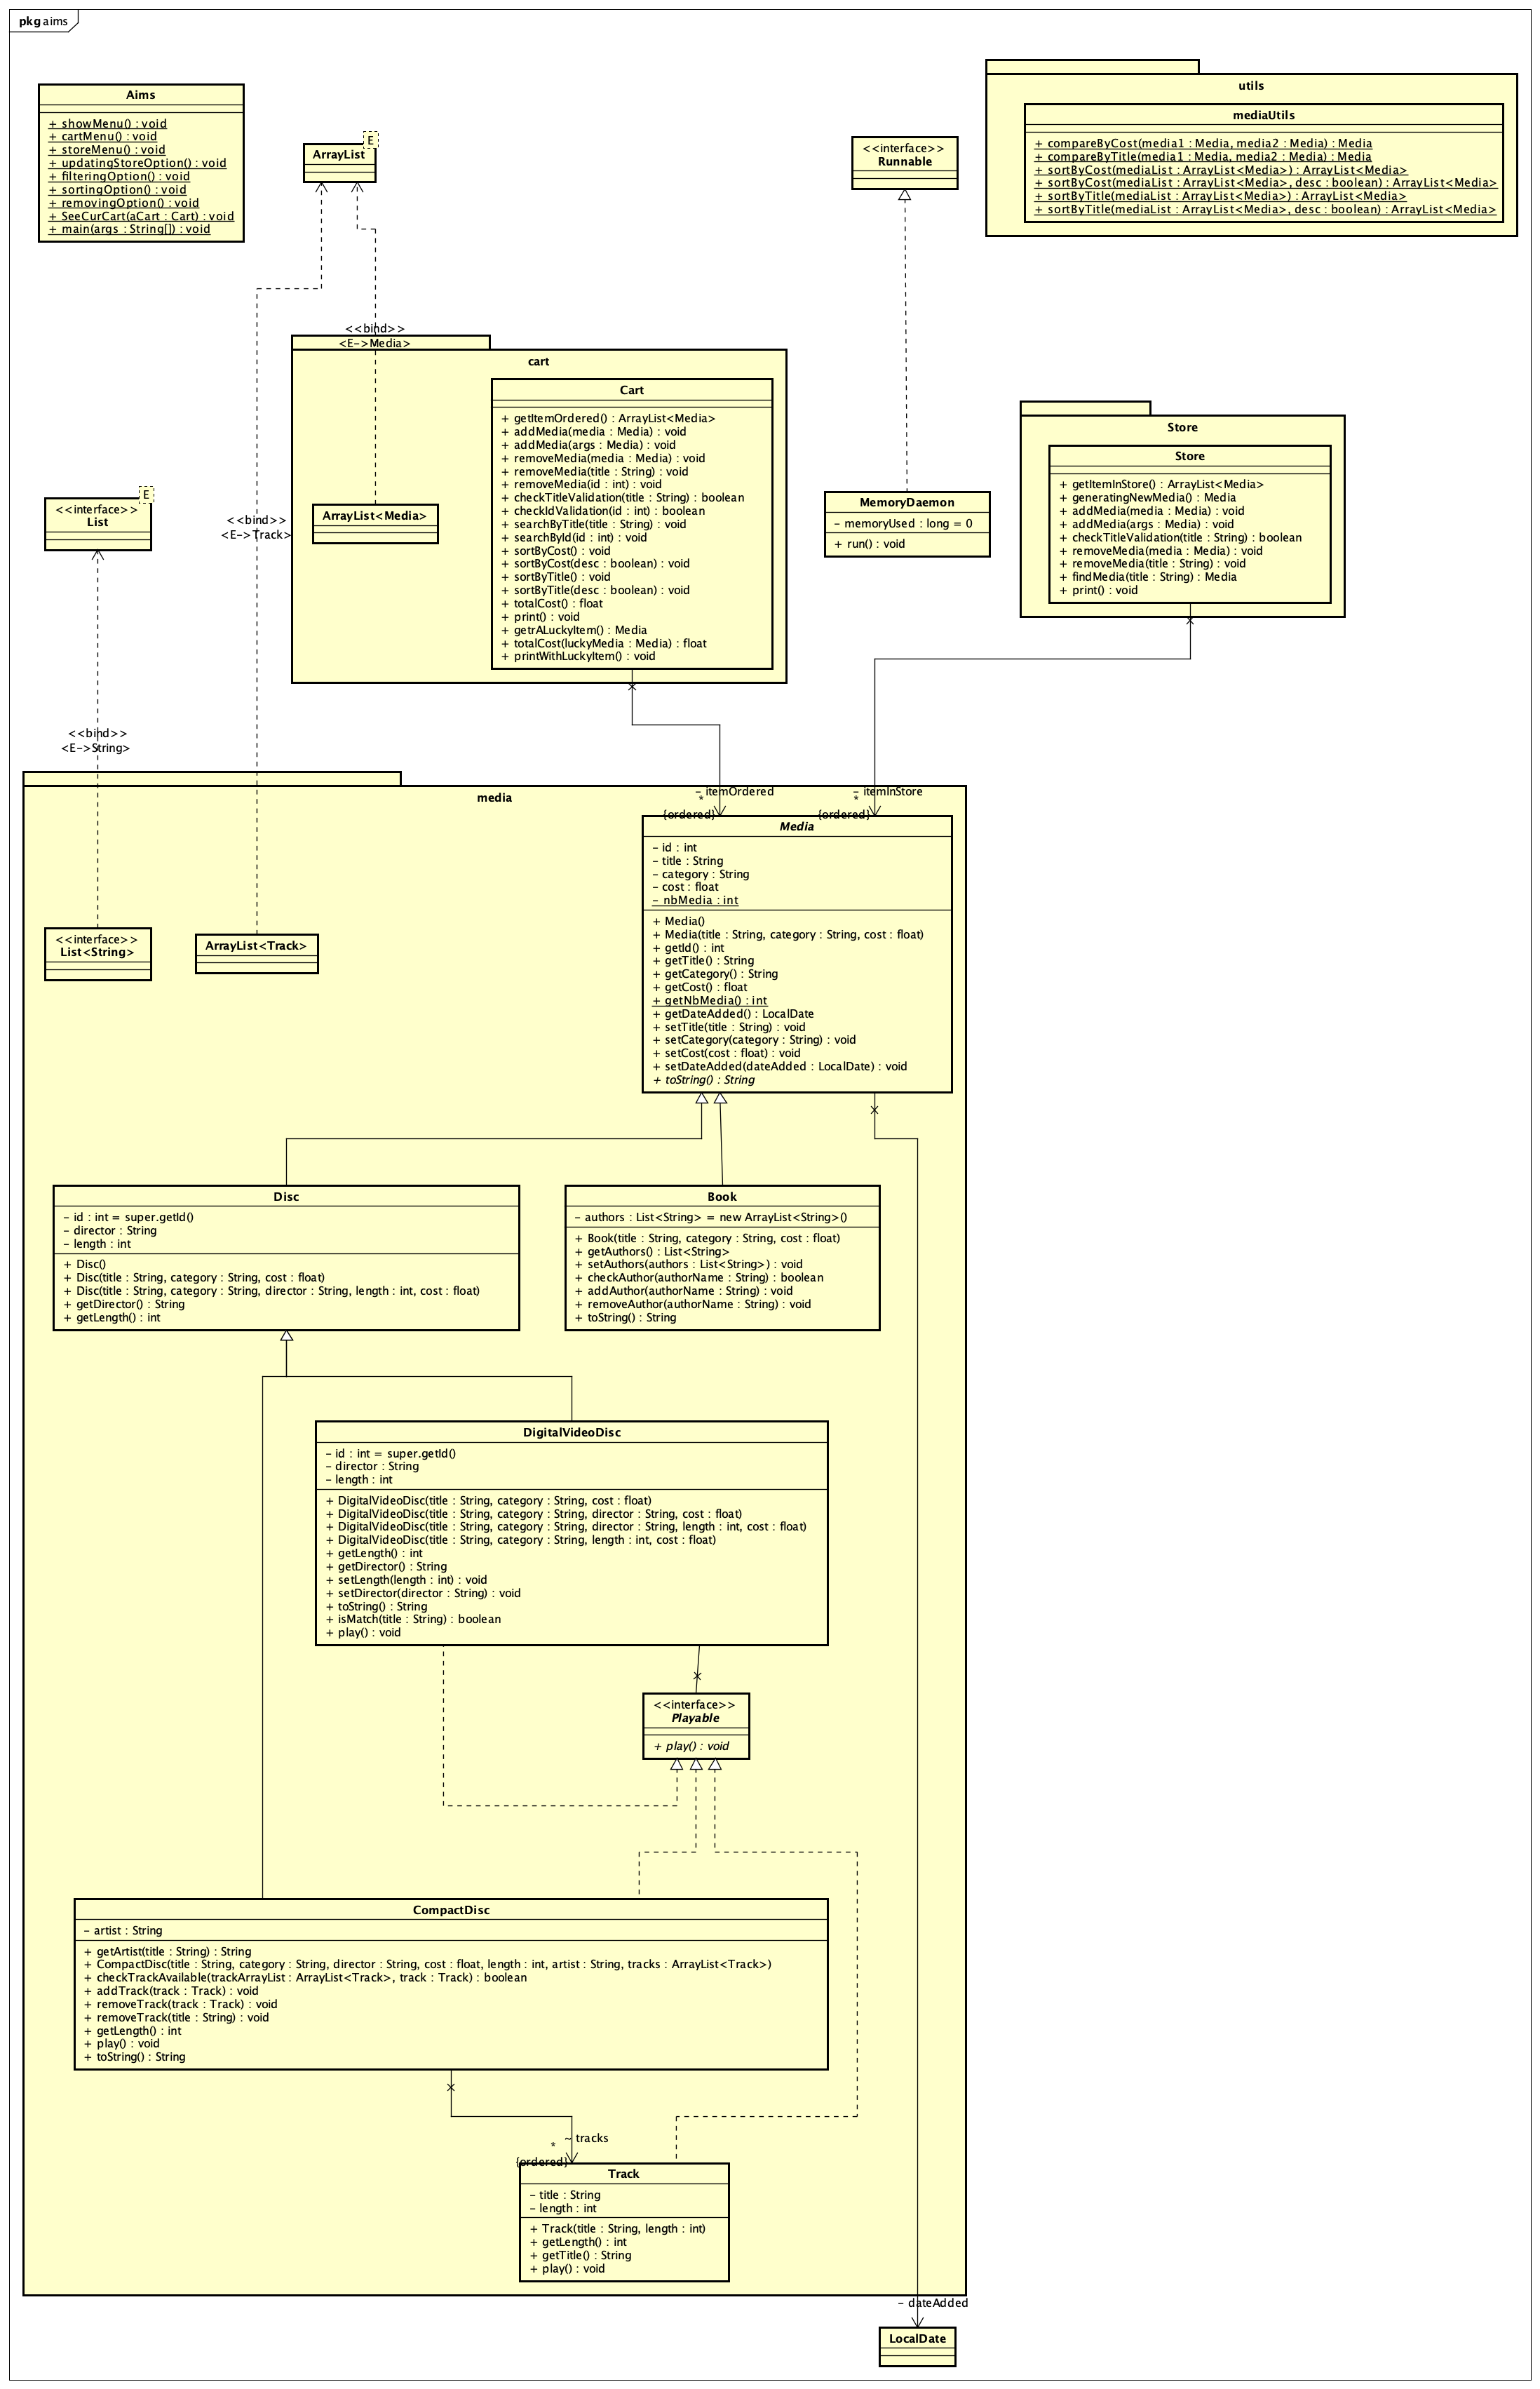 pkg aims
Aims
+ showMenu() : void
+ cartMenu() : void
+ storeMenu() : void
+ updatingStoreOption() : void
+ filteringOption() : void
+ sortingOption() : void
+ removingOption() : void
+ SeeCurCart(aCart : Cart) : void
+ main(args : String[]) : void
E
ArrayList
<<interface>>
Runnable
utils
mediaUtils
+ compareByCost(media1 : Media, media2 : Media) : Media
+ compareByTitle(media1 : Media, media2 : Media) : Media
+ sortByCost(mediaList : ArrayList<Media>) : ArrayList<Media>
+ sortByCost(mediaList : ArrayList<Media>, desc : boolean) : ArrayList<Media>
+ sortByTitle(mediaList : ArrayList<Media>) : ArrayList<Media>
+ sortByTitle(mediaList : ArrayList<Media>, desc : boolean) : ArrayList<Media>
<<bind>>
<E->Media>
cart
Cart
+ getItemOrdered() : ArrayList<Media>
+ addMedia(media : Media) : void
+ addMedia(args : Media) : void
+ removeMedia(media : Media) : void
+ removeMedia(title : String) : void
+ removeMedia(id : int) : void
+ checkTitleValidation(title : String) : boolean
+ checkIdValidation(id : int) : boolean
+ searchByTitle(title : String) : void
+ searchById(id : int) : void
+ sortByCost() : void
+ sortByCost(desc : boolean) : void
+ sortByTitle() : void
+ sortByTitle(desc : boolean) : void
+ totalCost() : float
+ print() : void
+ getrALuckyItem() : Media
+ totalCost(luckyMedia : Media) : float
+ printWithLuckyItem() : void
ArrayList<Media>
Store
Store
+ getItemInStore() : ArrayList<Media>
+ generatingNewMedia() : Media
+ addMedia(media : Media) : void
+ addMedia(args : Media) : void
+ checkTitleValidation(title : String) : boolean
+ removeMedia(media : Media) : void
+ removeMedia(title : String) : void
+ findMedia(title : String) : Media
+ print() : void
MemoryDaemon
- memoryUsed : long = 0
+ run() : void
E
<<interface>>
List
<<bind>>
<E->Track>
<<bind>>
<E->String>
media
- itemOrdered
*
{ordered}
- itemInStore
*
{ordered}
Media
- id : int
- title : String
- category : String
- cost : float
- nbMedia : int
+ Media()
+ Media(title : String, category : String, cost : float)
+ getId() : int
+ getTitle() : String
+ getCategory() : String
+ getCost() : float
+ getNbMedia() : int
+ getDateAdded() : LocalDate
+ setTitle(title : String) : void
+ setCategory(category : String) : void
+ setCost(cost : float) : void
+ setDateAdded(dateAdded : LocalDate) : void
+ toString() : String
<<interface>>
List<String>
ArrayList<Track>
Disc
- id : int = super.getId()
- director : String
- length : int
+ Disc()
+ Disc(title : String, category : String, cost : float)
+ Disc(title : String, category : String, director : String, length : int, cost : float)
+ getDirector() : String
+ getLength() : int
Book
- authors : List<String> = new ArrayList<String>()
+ Book(title : String, category : String, cost : float)
+ getAuthors() : List<String>
+ setAuthors(authors : List<String>) : void
+ checkAuthor(authorName : String) : boolean
+ addAuthor(authorName : String) : void
+ removeAuthor(authorName : String) : void
+ toString() : String
DigitalVideoDisc
- id : int = super.getId()
- director : String
- length : int
+ DigitalVideoDisc(title : String, category : String, cost : float)
+ DigitalVideoDisc(title : String, category : String, director : String, cost : float)
+ DigitalVideoDisc(title : String, category : String, director : String, length : int, cost : float)
+ DigitalVideoDisc(title : String, category : String, length : int, cost : float)
+ getLength() : int
+ getDirector() : String
+ setLength(length : int) : void
+ setDirector(director : String) : void
+ toString() : String
+ isMatch(title : String) : boolean
+ play() : void
<<interface>>
Playable
+ play() : void
CompactDisc
- artist : String
+ getArtist(title : String) : String
+ CompactDisc(title : String, category : String, director : String, cost : float, length : int, artist : String, tracks : ArrayList<Track>)
+ checkTrackAvailable(trackArrayList : ArrayList<Track>, track : Track) : boolean
+ addTrack(track : Track) : void
+ removeTrack(track : Track) : void
+ removeTrack(title : String) : void
+ getLength() : int
+ play() : void
+ toString() : String
~ tracks
*
{ordered}
Track
- title : String
- length : int
+ Track(title : String, length : int)
+ getLength() : int
+ getTitle() : String
+ play() : void
- dateAdded
LocalDate